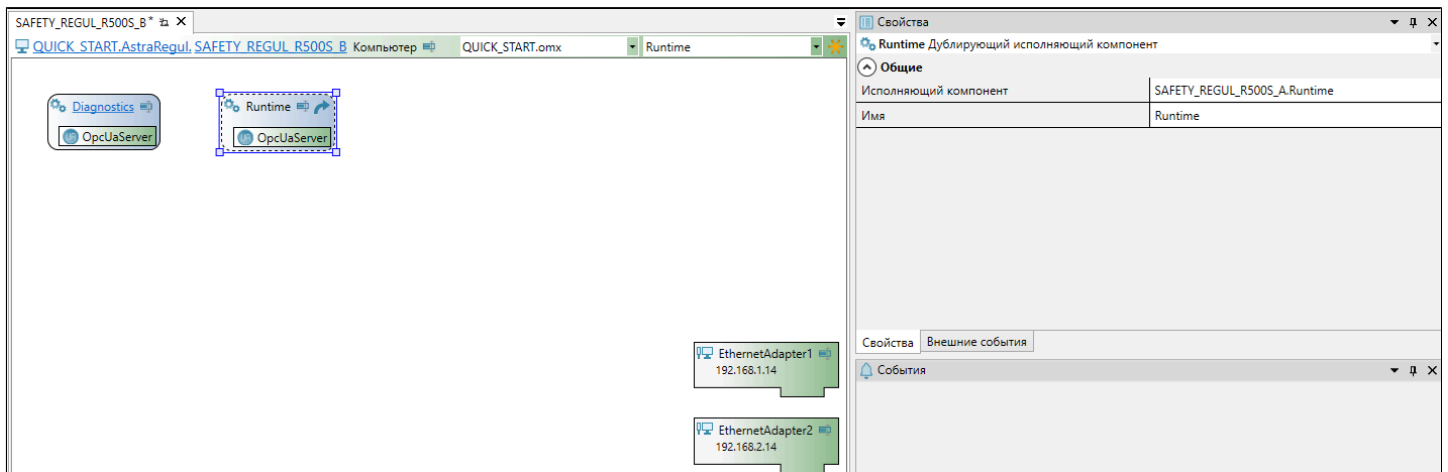 SAFETY_REGUL_R500S_B*
QUICK_START.AstraRegul.SAFETY_REGUL_R500S_B Компьютер QUICK_START.omx Runtime
Diagnostics
OpcUaServer
Runtime
OpcUaServer
EthernetAdapter1
192.168.1.14
EthernetAdapter2
192.168.2.14
Свойства
Runtime Дублирующий исполняющий компонент
Общие
Исполняющий компонент SAFETY_REGUL_R500S_A.Runtime
Имя Runtime
Свойства Внешние события
События